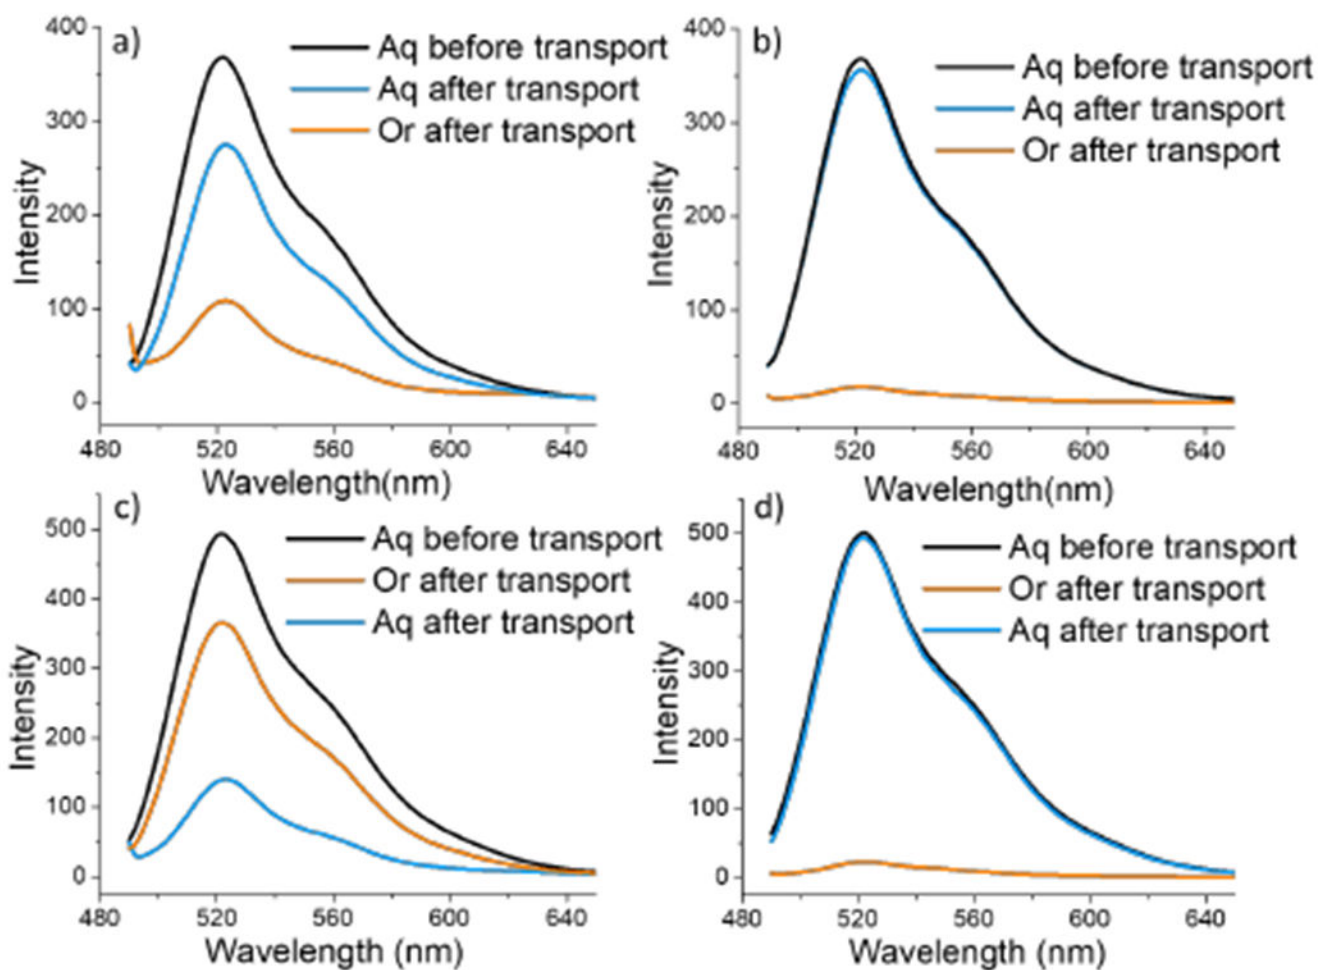 a)
Aq before transport
Aq after transport
Or after transport
400
300
200
100
0
Intensity
480 520 560 600 640
Wavelength(nm)
b)
Aq before transport
Aq after transport
Or after transport
400
300
200
100
0
Intensity
480 520 560 600 640
Wavelength(nm)
c)
Aq before transport
Or after transport
Aq after transport
500
400
300
200
100
0
Intensity
480 520 560 600 640
Wavelength (nm)
d)
Aq before transport
Or after transport
Aq after transport
500
400
300
200
100
0
Intensity
480 520 560 600 640
Wavelength (nm)